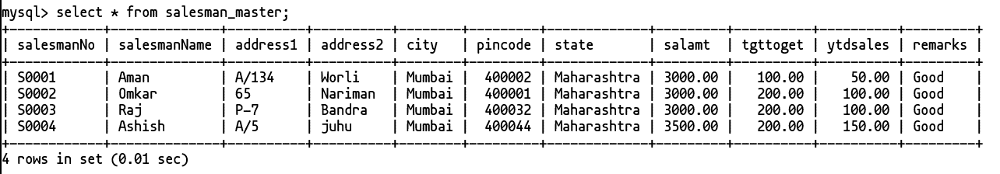 mysql> select * from salesman_master;
+------------+--------------+----------+----------+--------+---------+-------------+---------+----------+----------+---------+
| salesmanNo | salesmanName | address1 | address2 | city   | pincode | state       | salamt  | tgttoget | ytdsales | remarks |
+------------+--------------+----------+----------+--------+---------+-------------+---------+----------+----------+---------+
| S0001      | Aman         | A/134    | Worli    | Mumbai |  400002 | Maharashtra | 3000.00 |   100.00 |    50.00 | Good    |
| S0002      | Omkar        | 65       | Nariman  | Mumbai |  400001 | Maharashtra | 3000.00 |   200.00 |   100.00 | Good    |
| S0003      | Raj          | P-7      | Bandra   | Mumbai |  400032 | Maharashtra | 3000.00 |   200.00 |   100.00 | Good    |
| S0004      | Ashish       | A/5      | juhu     | Mumbai |  400044 | Maharashtra | 3500.00 |   200.00 |   150.00 | Good    |
+------------+--------------+----------+----------+--------+---------+-------------+---------+----------+----------+---------+
4 rows in set (0.01 sec)